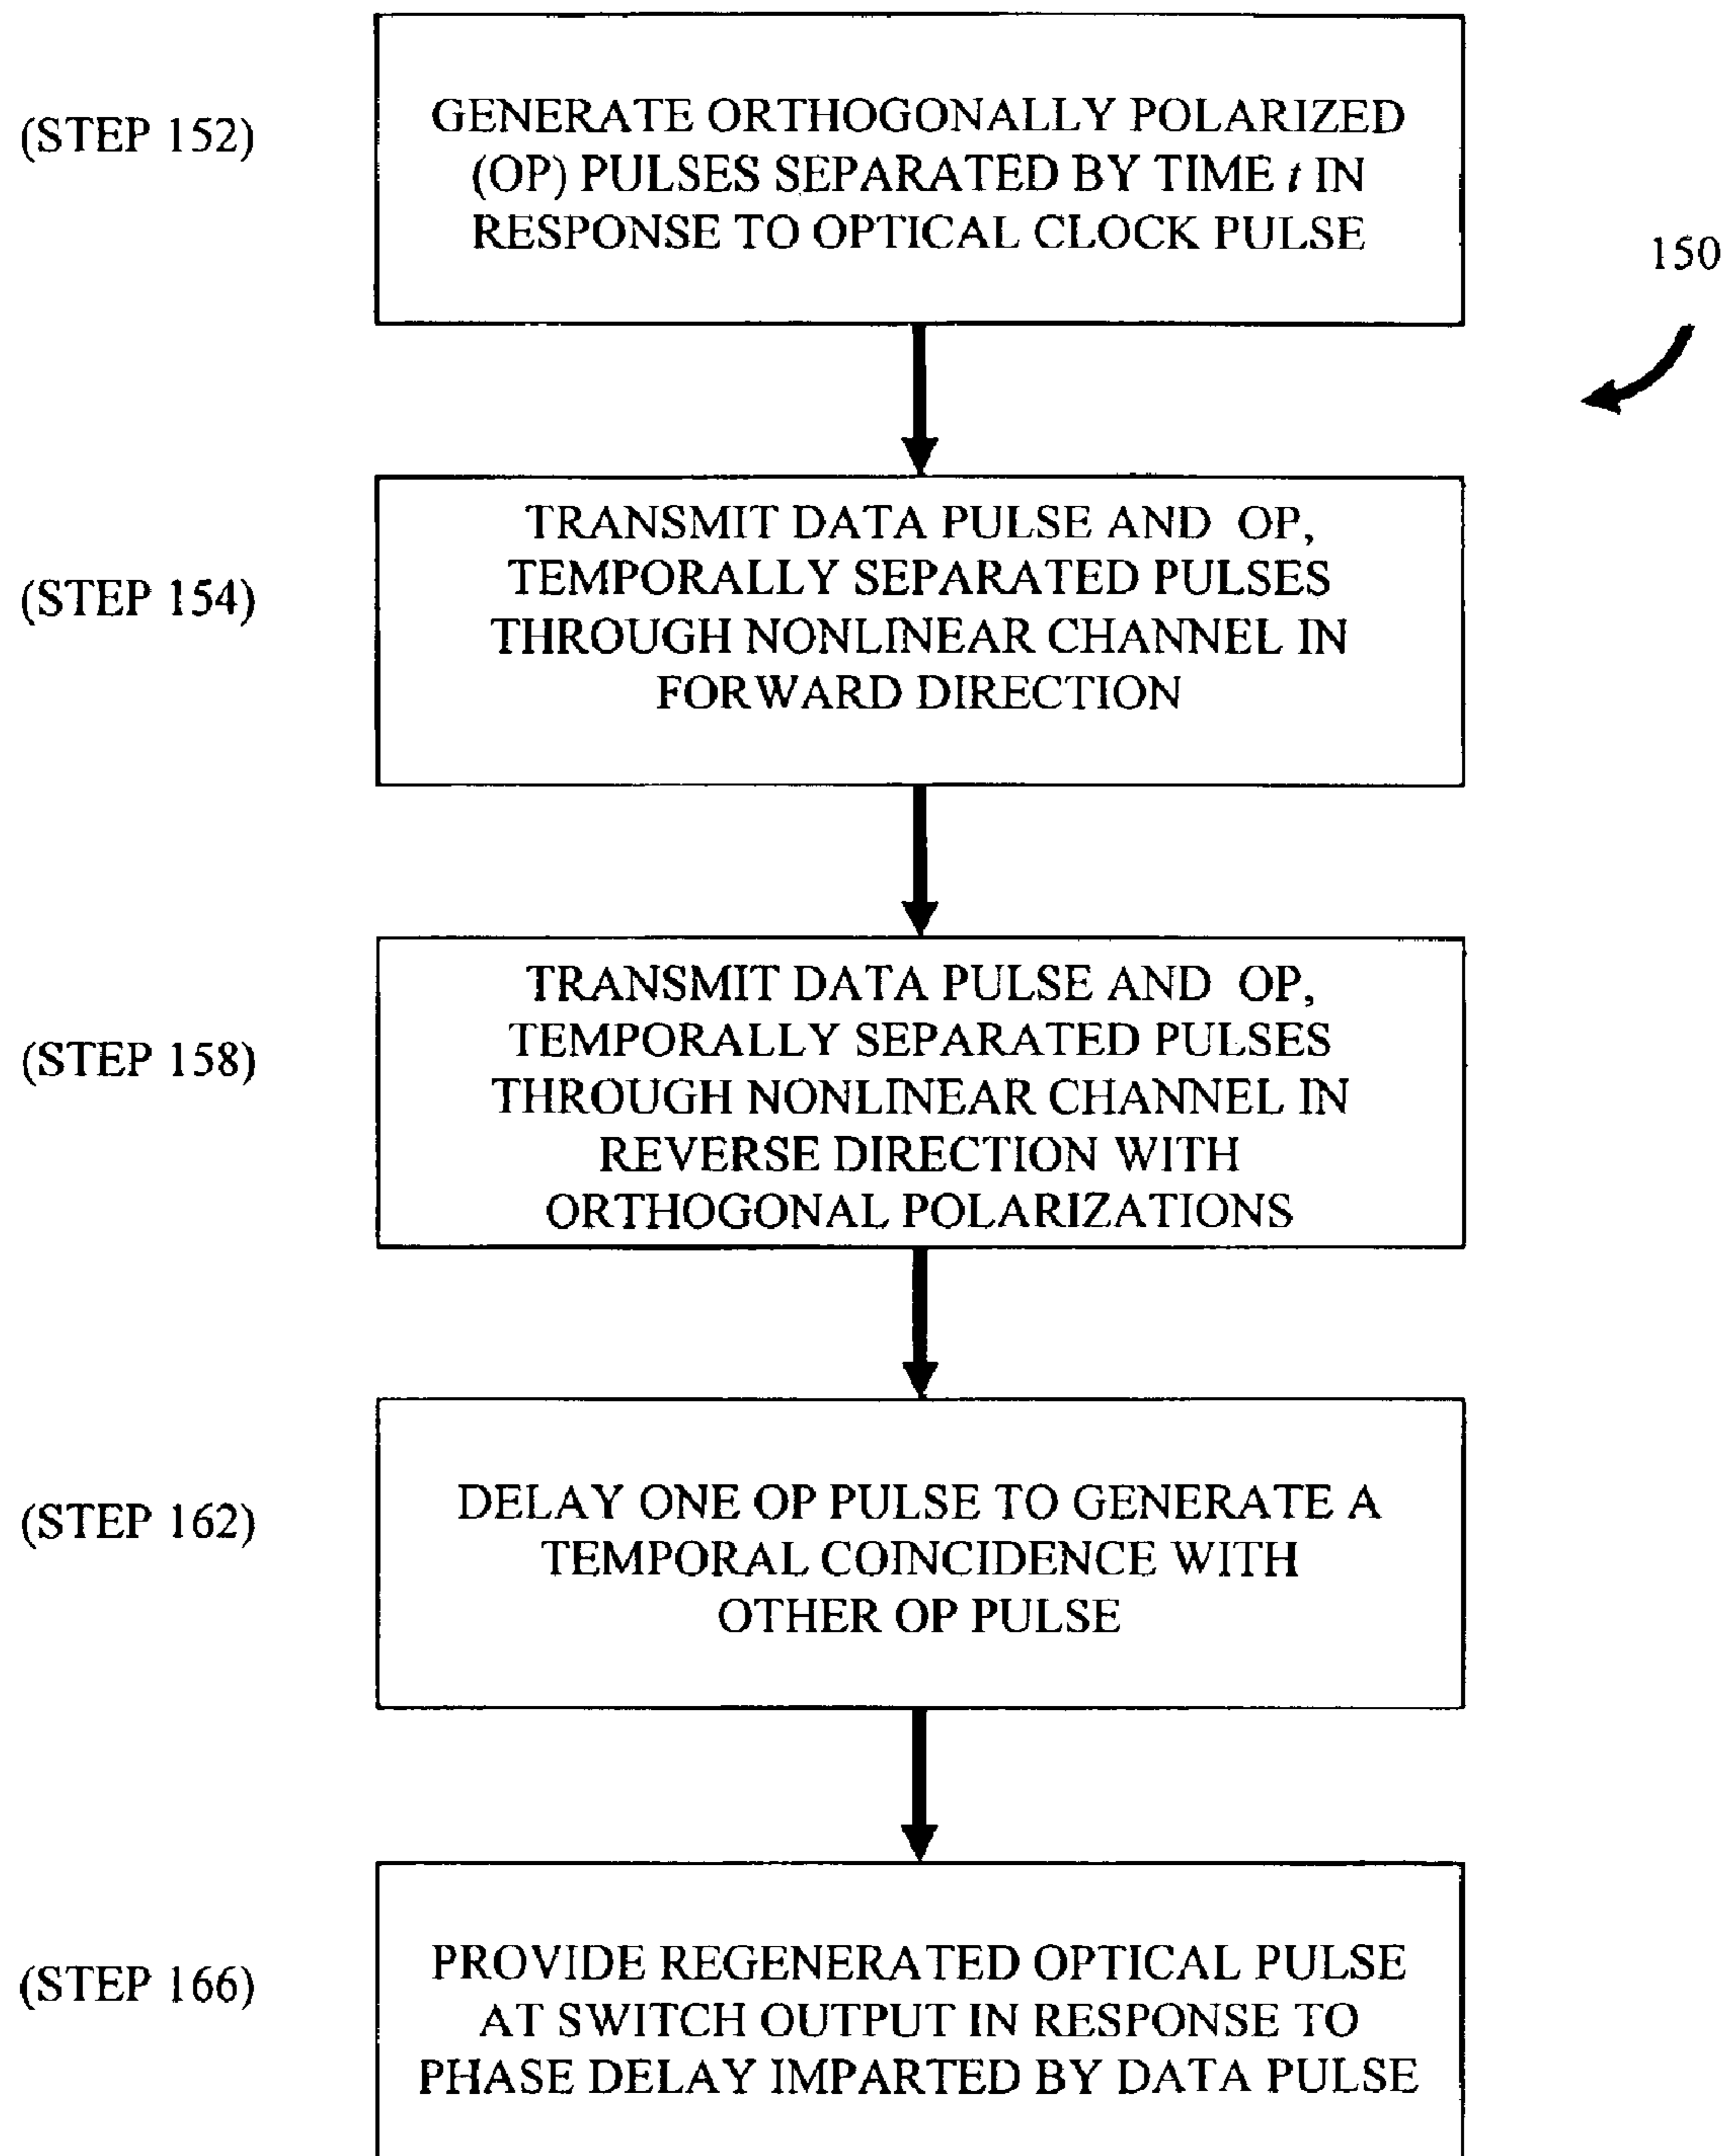 (STEP 152)
GENERATE ORTHOGONALLY POLARIZED
(OP) PULSES SEPARATED BY TIME t IN
RESPONSE TO OPTICAL CLOCK PULSE
150
(STEP 154)
TRANSMIT DATA PULSE AND OP,
TEMPORALLY SEPARATED PULSES
THROUGH NONLINEAR CHANNEL IN
FORWARD DIRECTION
(STEP 158)
TRANSMIT DATA PULSE AND OP,
TEMPORALLY SEPARATED PULSES
THROUGH NONLINEAR CHANNEL IN
REVERSE DIRECTION WITH
ORTHOGONAL POLARIZATIONS
(STEP 162)
DELAY ONE OP PULSE TO GENERATE A
TEMPORAL COINCIDENCE WITH
OTHER OP PULSE
(STEP 166)
PROVIDE REGENERATED OPTICAL PULSE
AT SWITCH OUTPUT IN RESPONSE TO
PHASE DELAY IMPARTED BY DATA PULSE